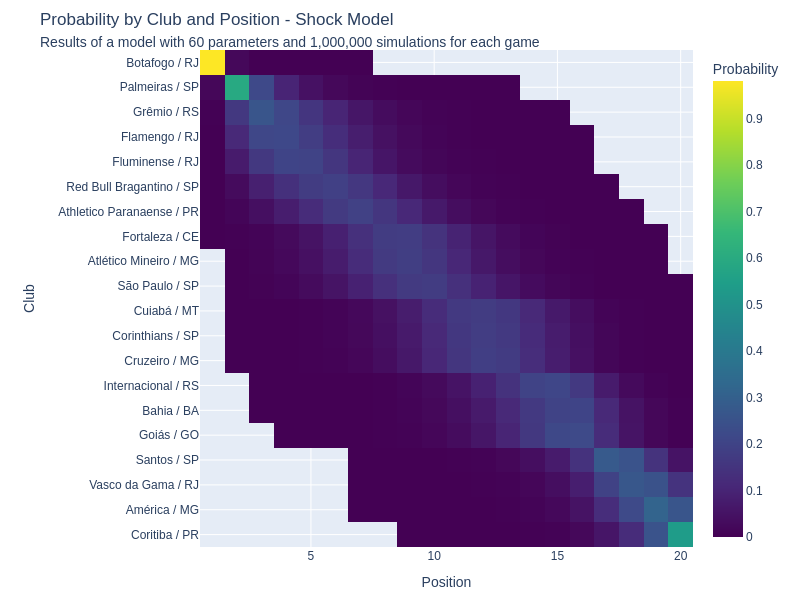 Probability by Club and Position - Shock Model
Results of a model with 60 parameters and 1,000,000 simulations for each game
Probability
Club
Botafogo / RJ
Palmeiras / SP
Grêmio / RS
Flamengo / RJ
Fluminense / RJ
Red Bull Bragantino / SP
Athletico Paranaense / PR
Fortaleza / CE
Atlético Mineiro / MG
São Paulo / SP
Cuiabá / MT
Corinthians / SP
Cruzeiro / MG
Internacional / RS
Bahia / BA
Goiás / GO
Santos / SP
Vasco da Gama / RJ
América / MG
Coritiba / PR
5 10 15 20
Position
0.9
0.8
0.7
0.6
0.5
0.4
0.3
0.2
0.1
0